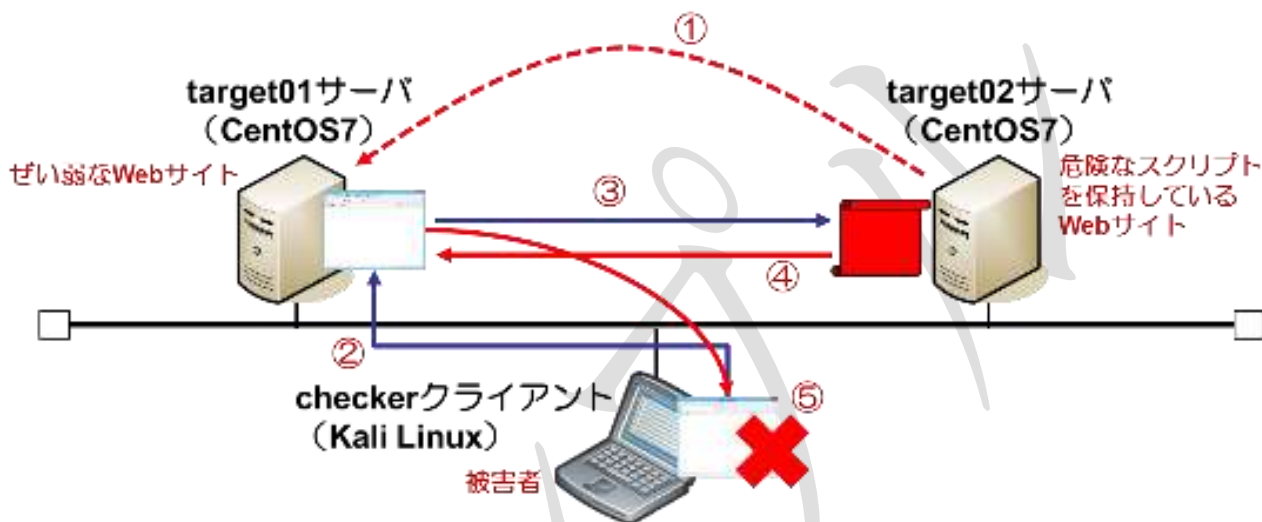 ①
target01サーバ
（CentOS7）
target02サーバ
（CentOS7）
ぜい弱なWebサイト
危険なスクリプト
を保持している
Webサイト
③
④
②
checkerクライアント
（Kali Linux）
⑤
被害者